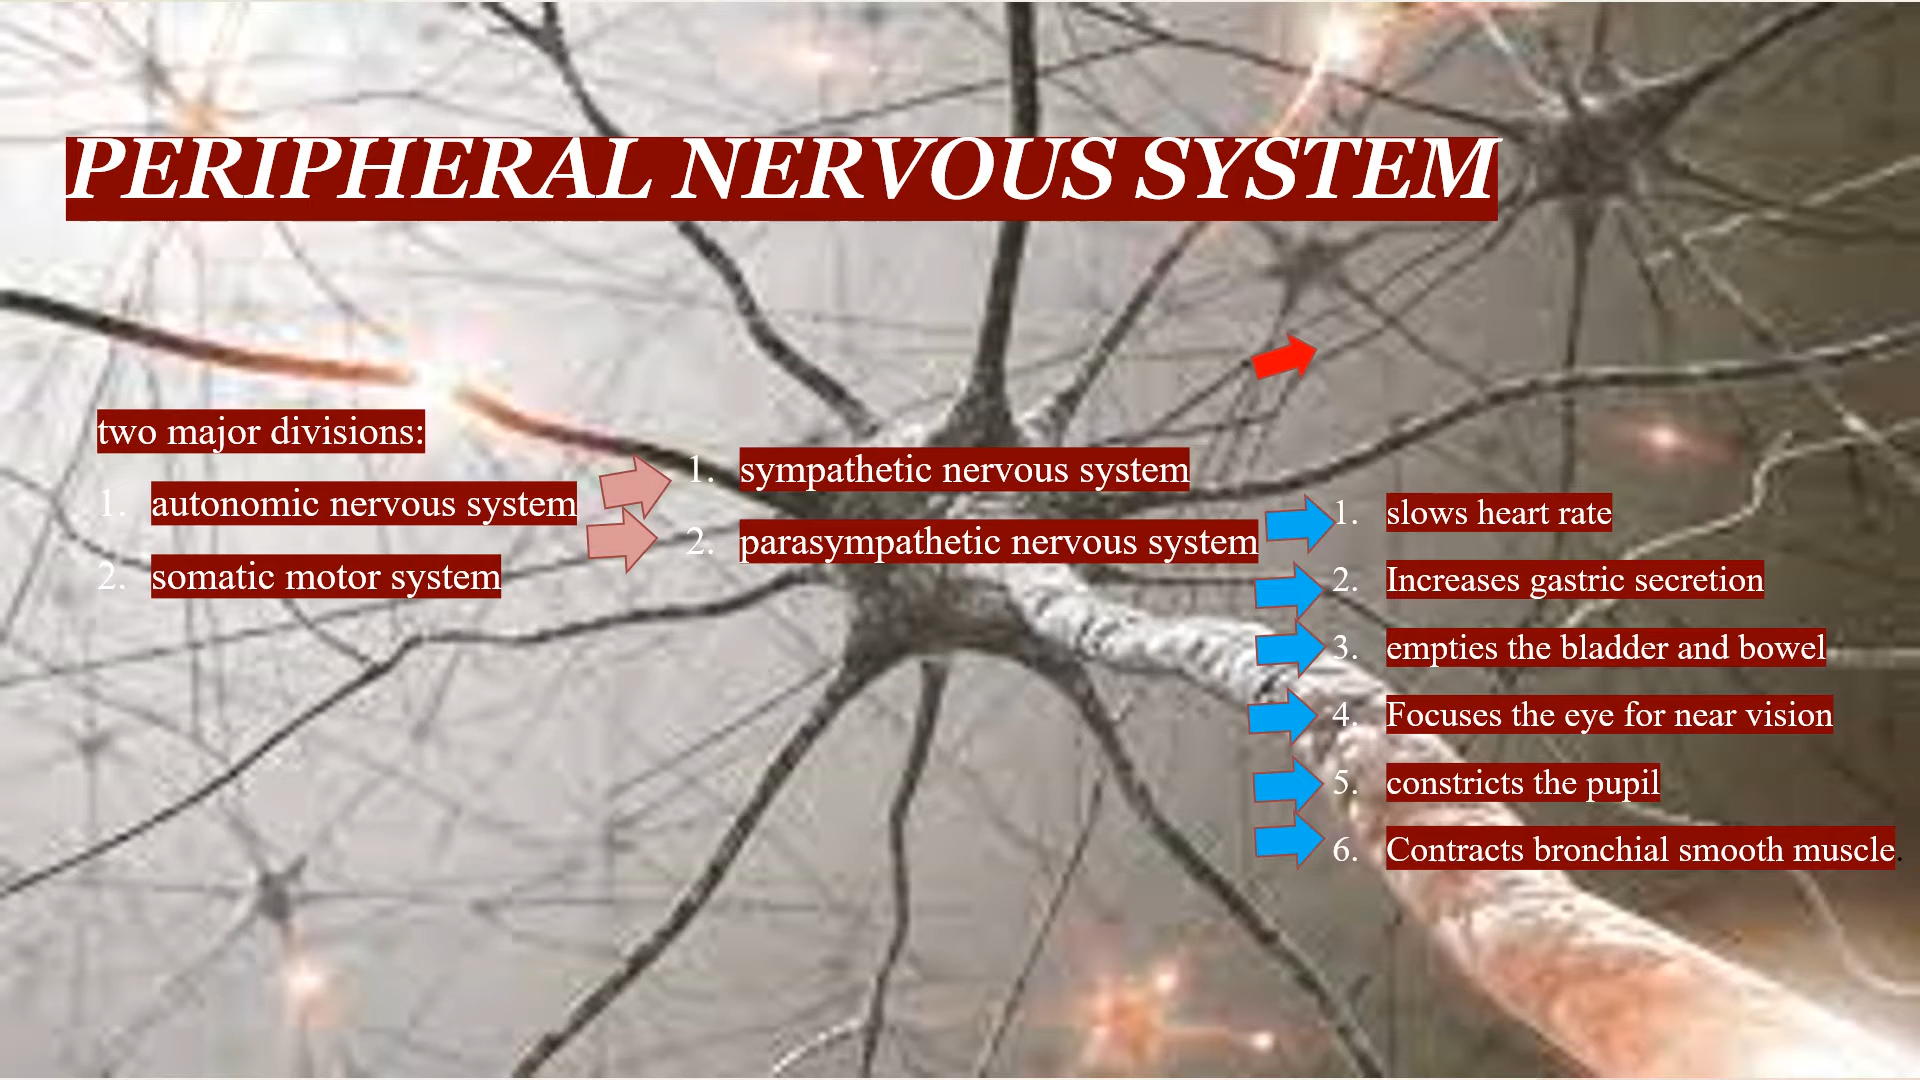 PERIPHERAL NERVOUS SYSTEM
two major divisions:
1. autonomic nervous system
2. somatic motor system
1. sympathetic nervous system
2. parasympathetic nervous system
1. slows heart rate
2. Increases gastric secretion
3. empties the bladder and bowel
4. Focuses the eye for near vision
5. constricts the pupil
6. Contracts bronchial smooth muscle.